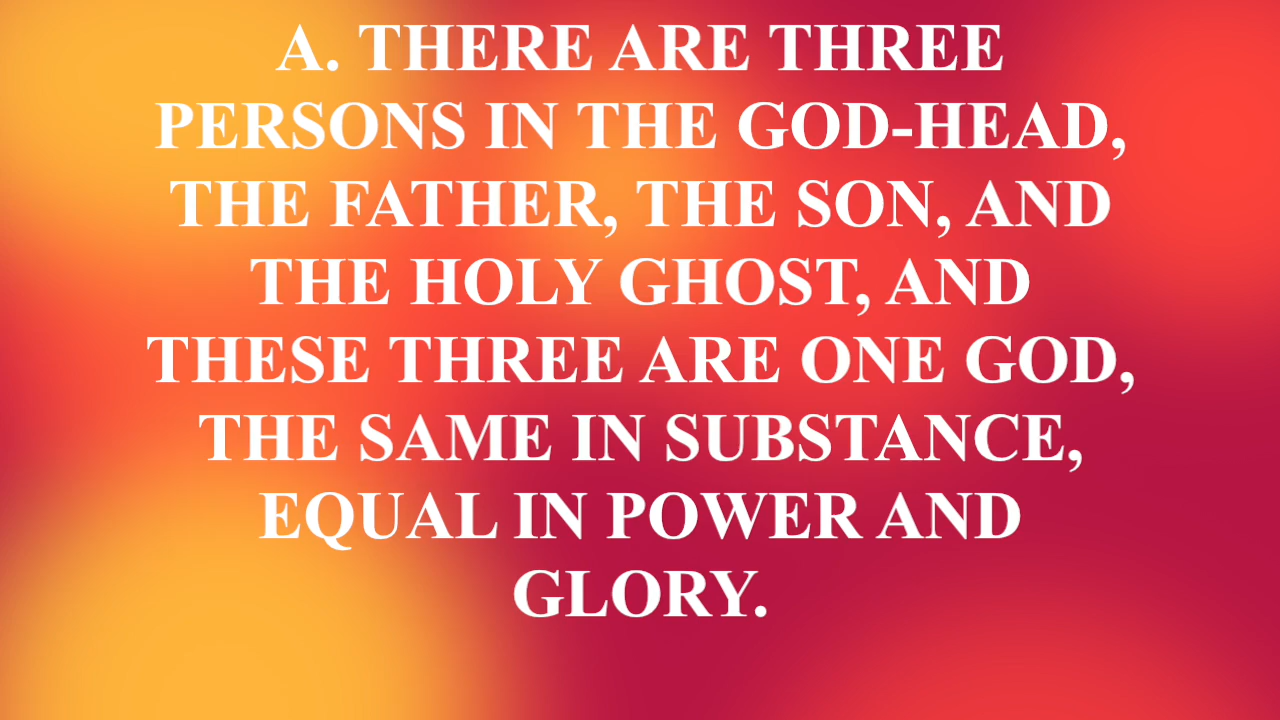 A. THERE ARE THREE
PERSONS IN THE GOD-HEAD,
THE FATHER, THE SON, AND
THE HOLY GHOST, AND
THESE THREE ARE ONE GOD,
THE SAME IN SUBSTANCE,
EQUAL IN POWER AND
GLORY.